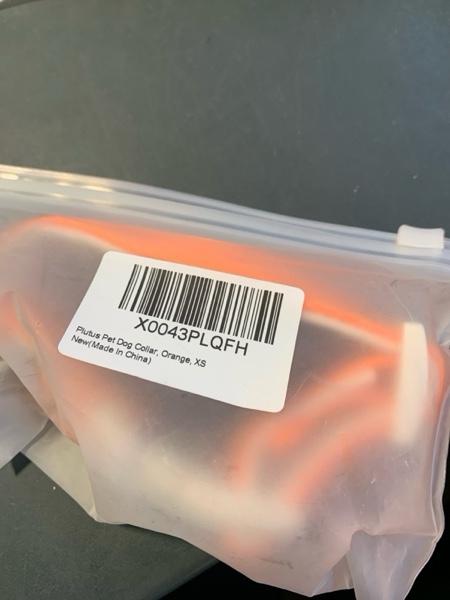 X0043PLQFH
Plutus Pet Dog Collar, Orange, XS
New(Made In China)